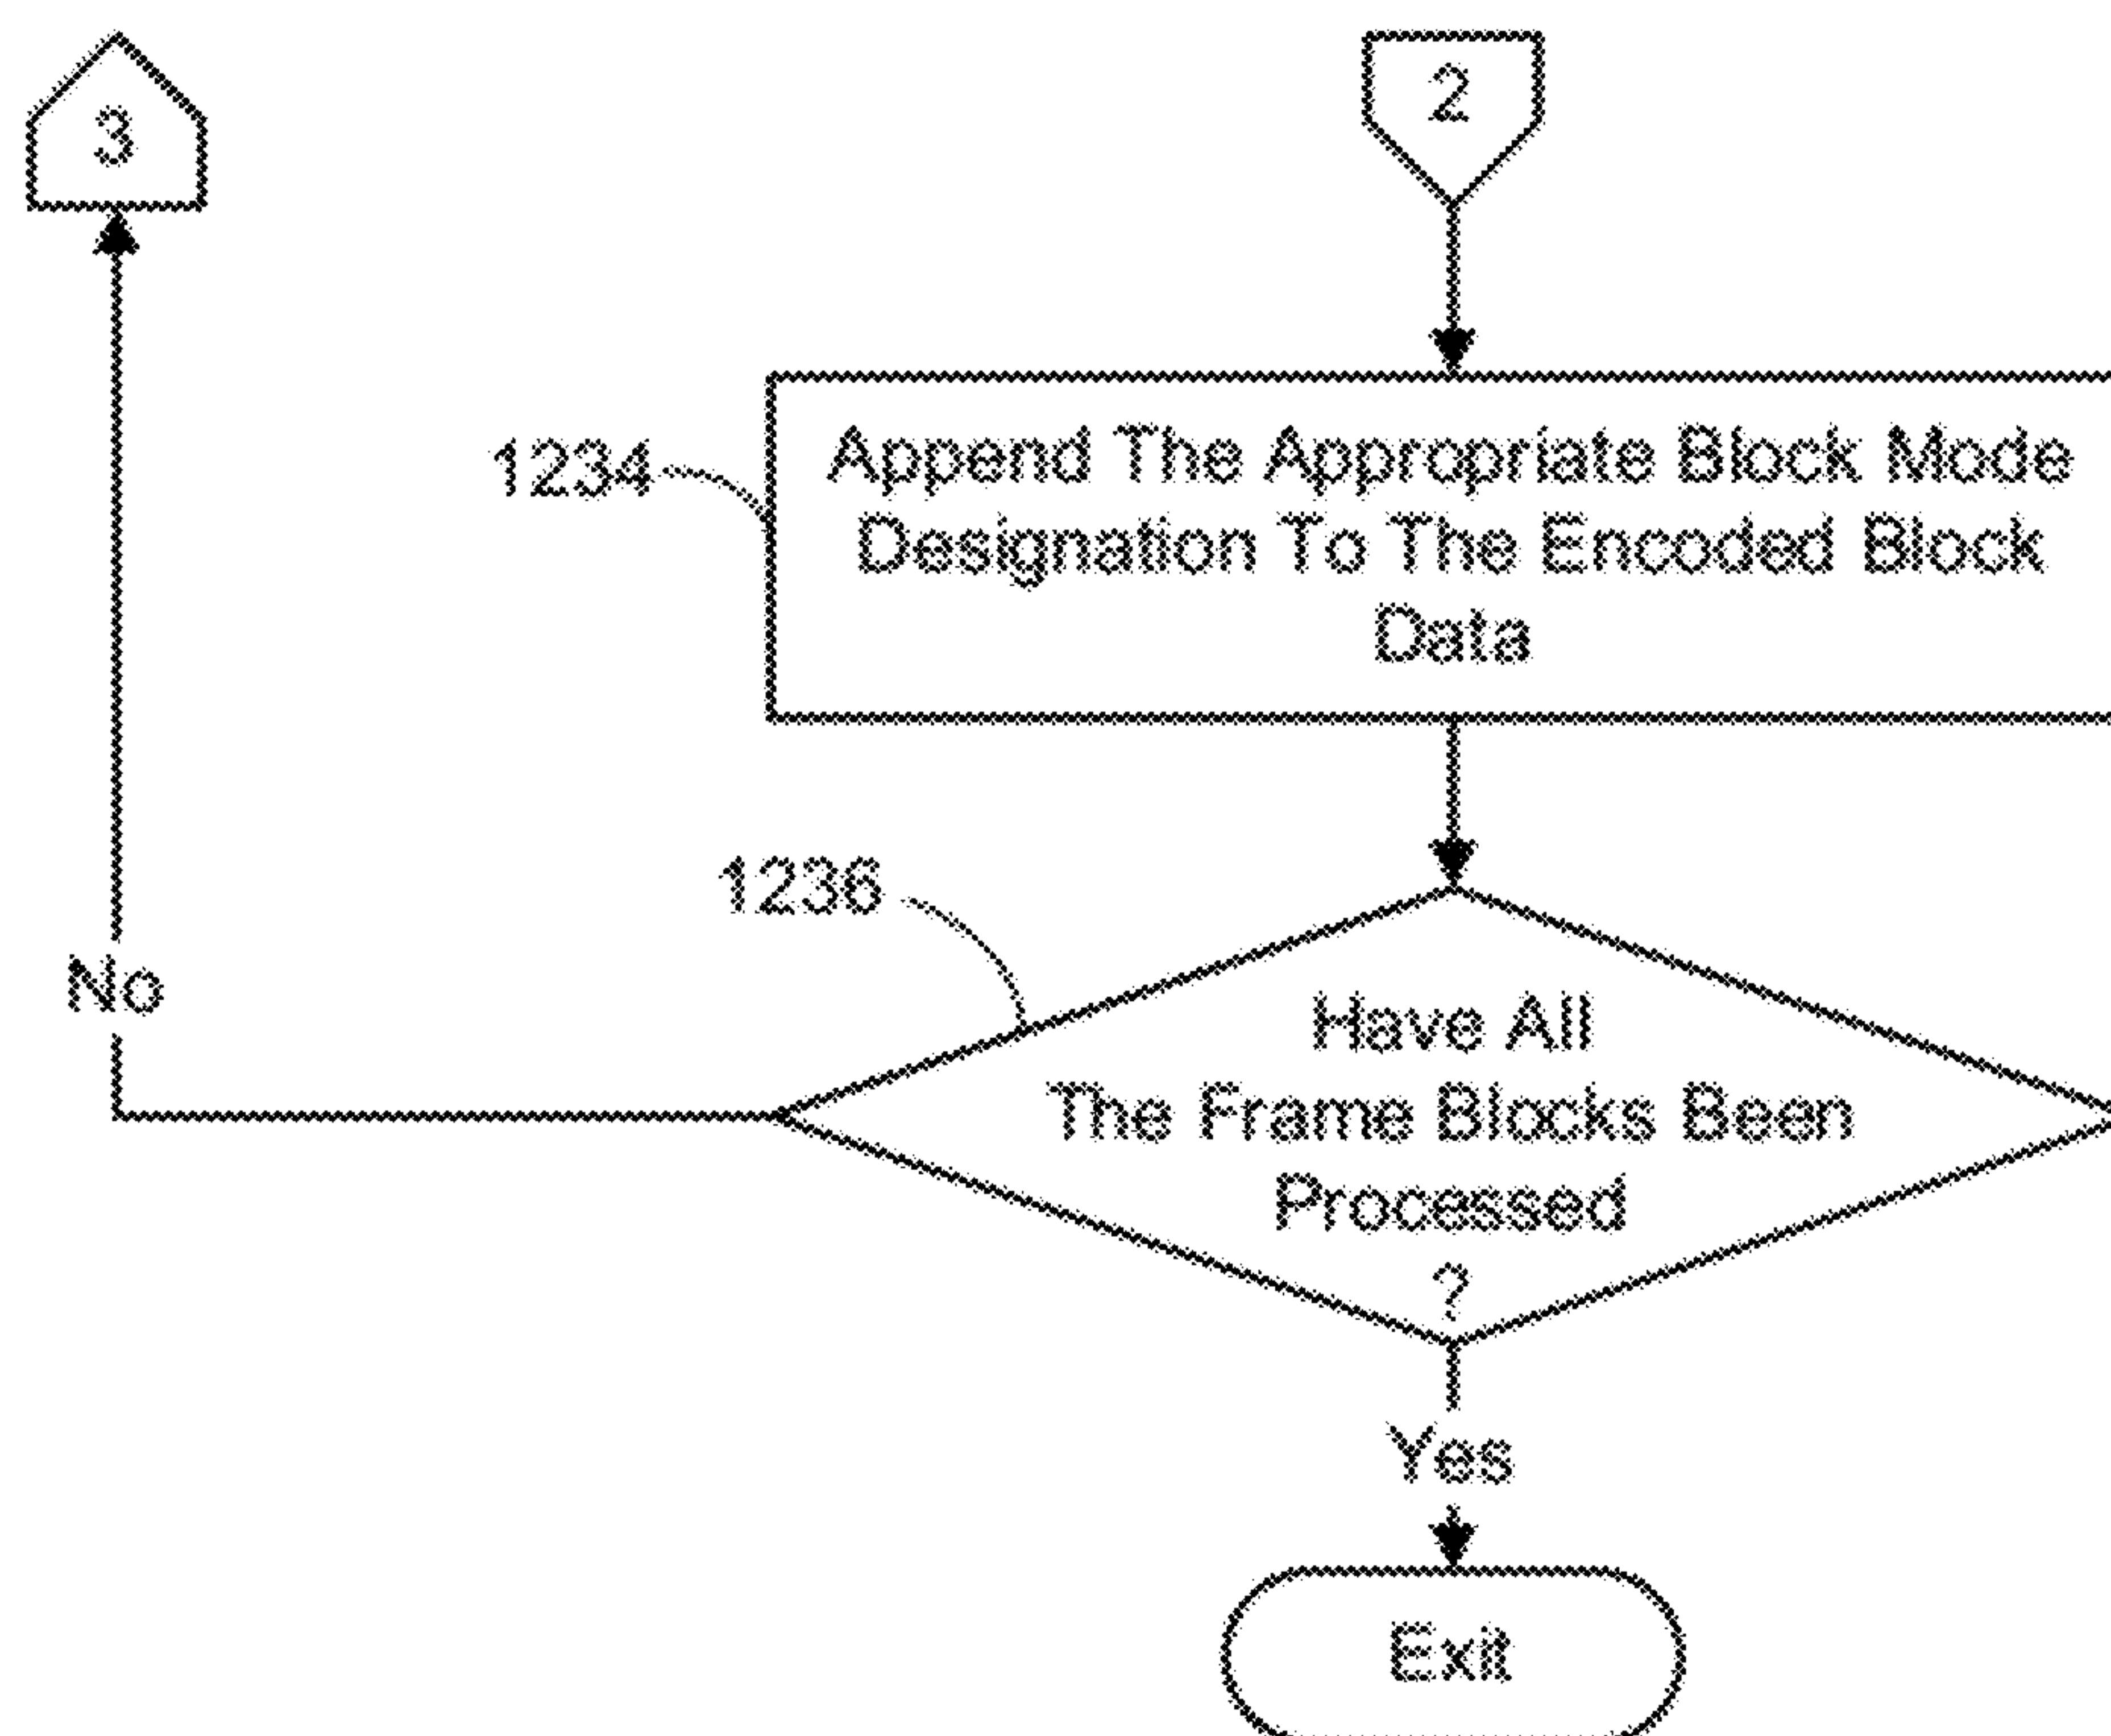 3
2
1234
Append The Appropriate Block Mode
Designation To The Encoded Block
Data
1236
No
Have All
The Frame Blocks Been
Processed
?
Yes
Exit